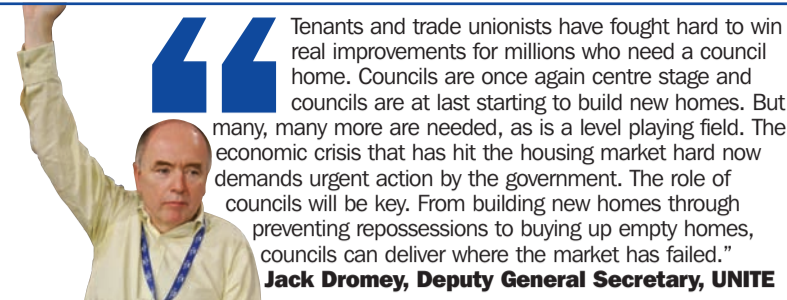 Tenants and trade unionists have fought hard to win
real improvements for millions who need a council
home. Councils are once again centre stage and
councils are at last starting to build new homes. But
many, many more are needed, as is a level playing field. The
economic crisis that has hit the housing market hard now
demands urgent action by the government. The role of
councils will be key. From building new homes through
preventing repossessions to buying up empty homes,
councils can deliver where the market has failed.”
Jack Dromey, Deputy General Secretary, UNITE